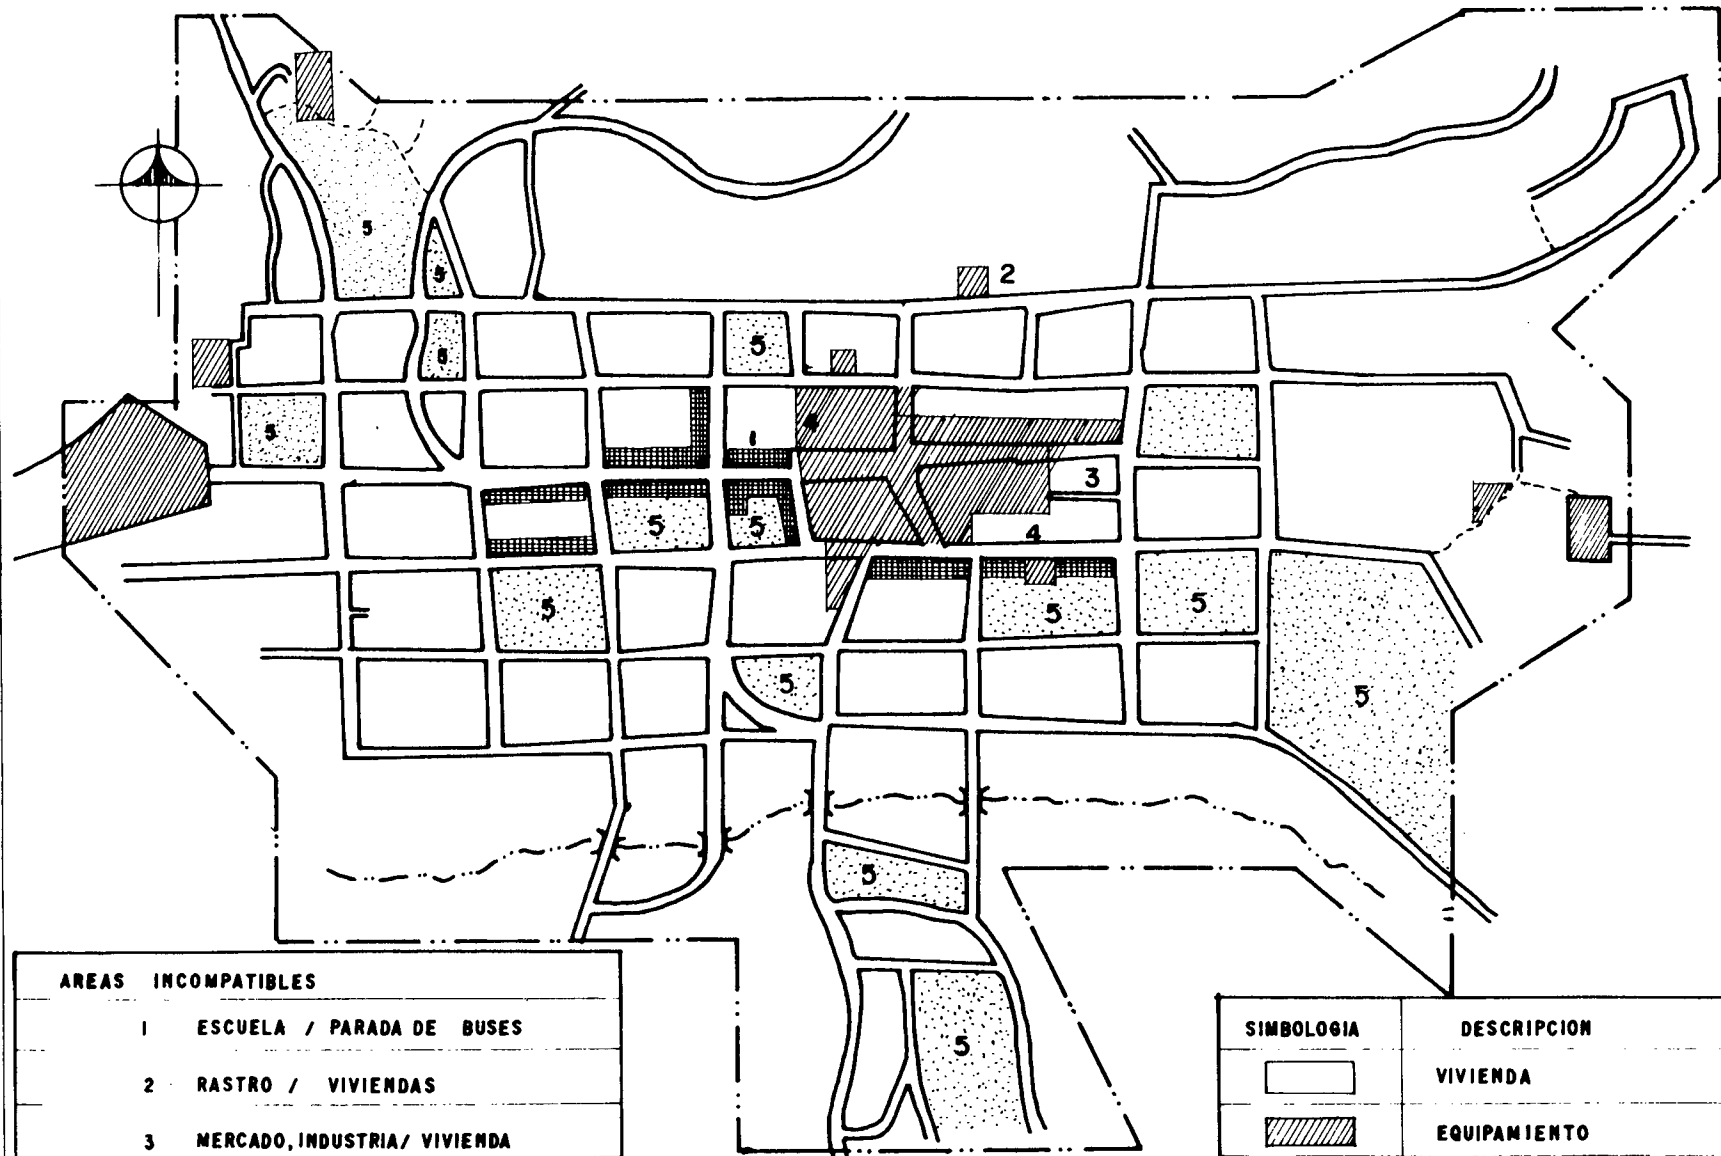 5
2
5
5
5
4
5
1
3
5
5
4
5
5
5
5
5
5
5
AREAS INCOMPATIBLES
1 ESCUELA / PARADA DE BUSES
2 RASTRO / VIVIENDAS
3 MERCADO, INDUSTRIA / VIVIENDA
SIMBOLOGIA DESCRIPCION
VIVIENDA
EQUIPAMIENTO